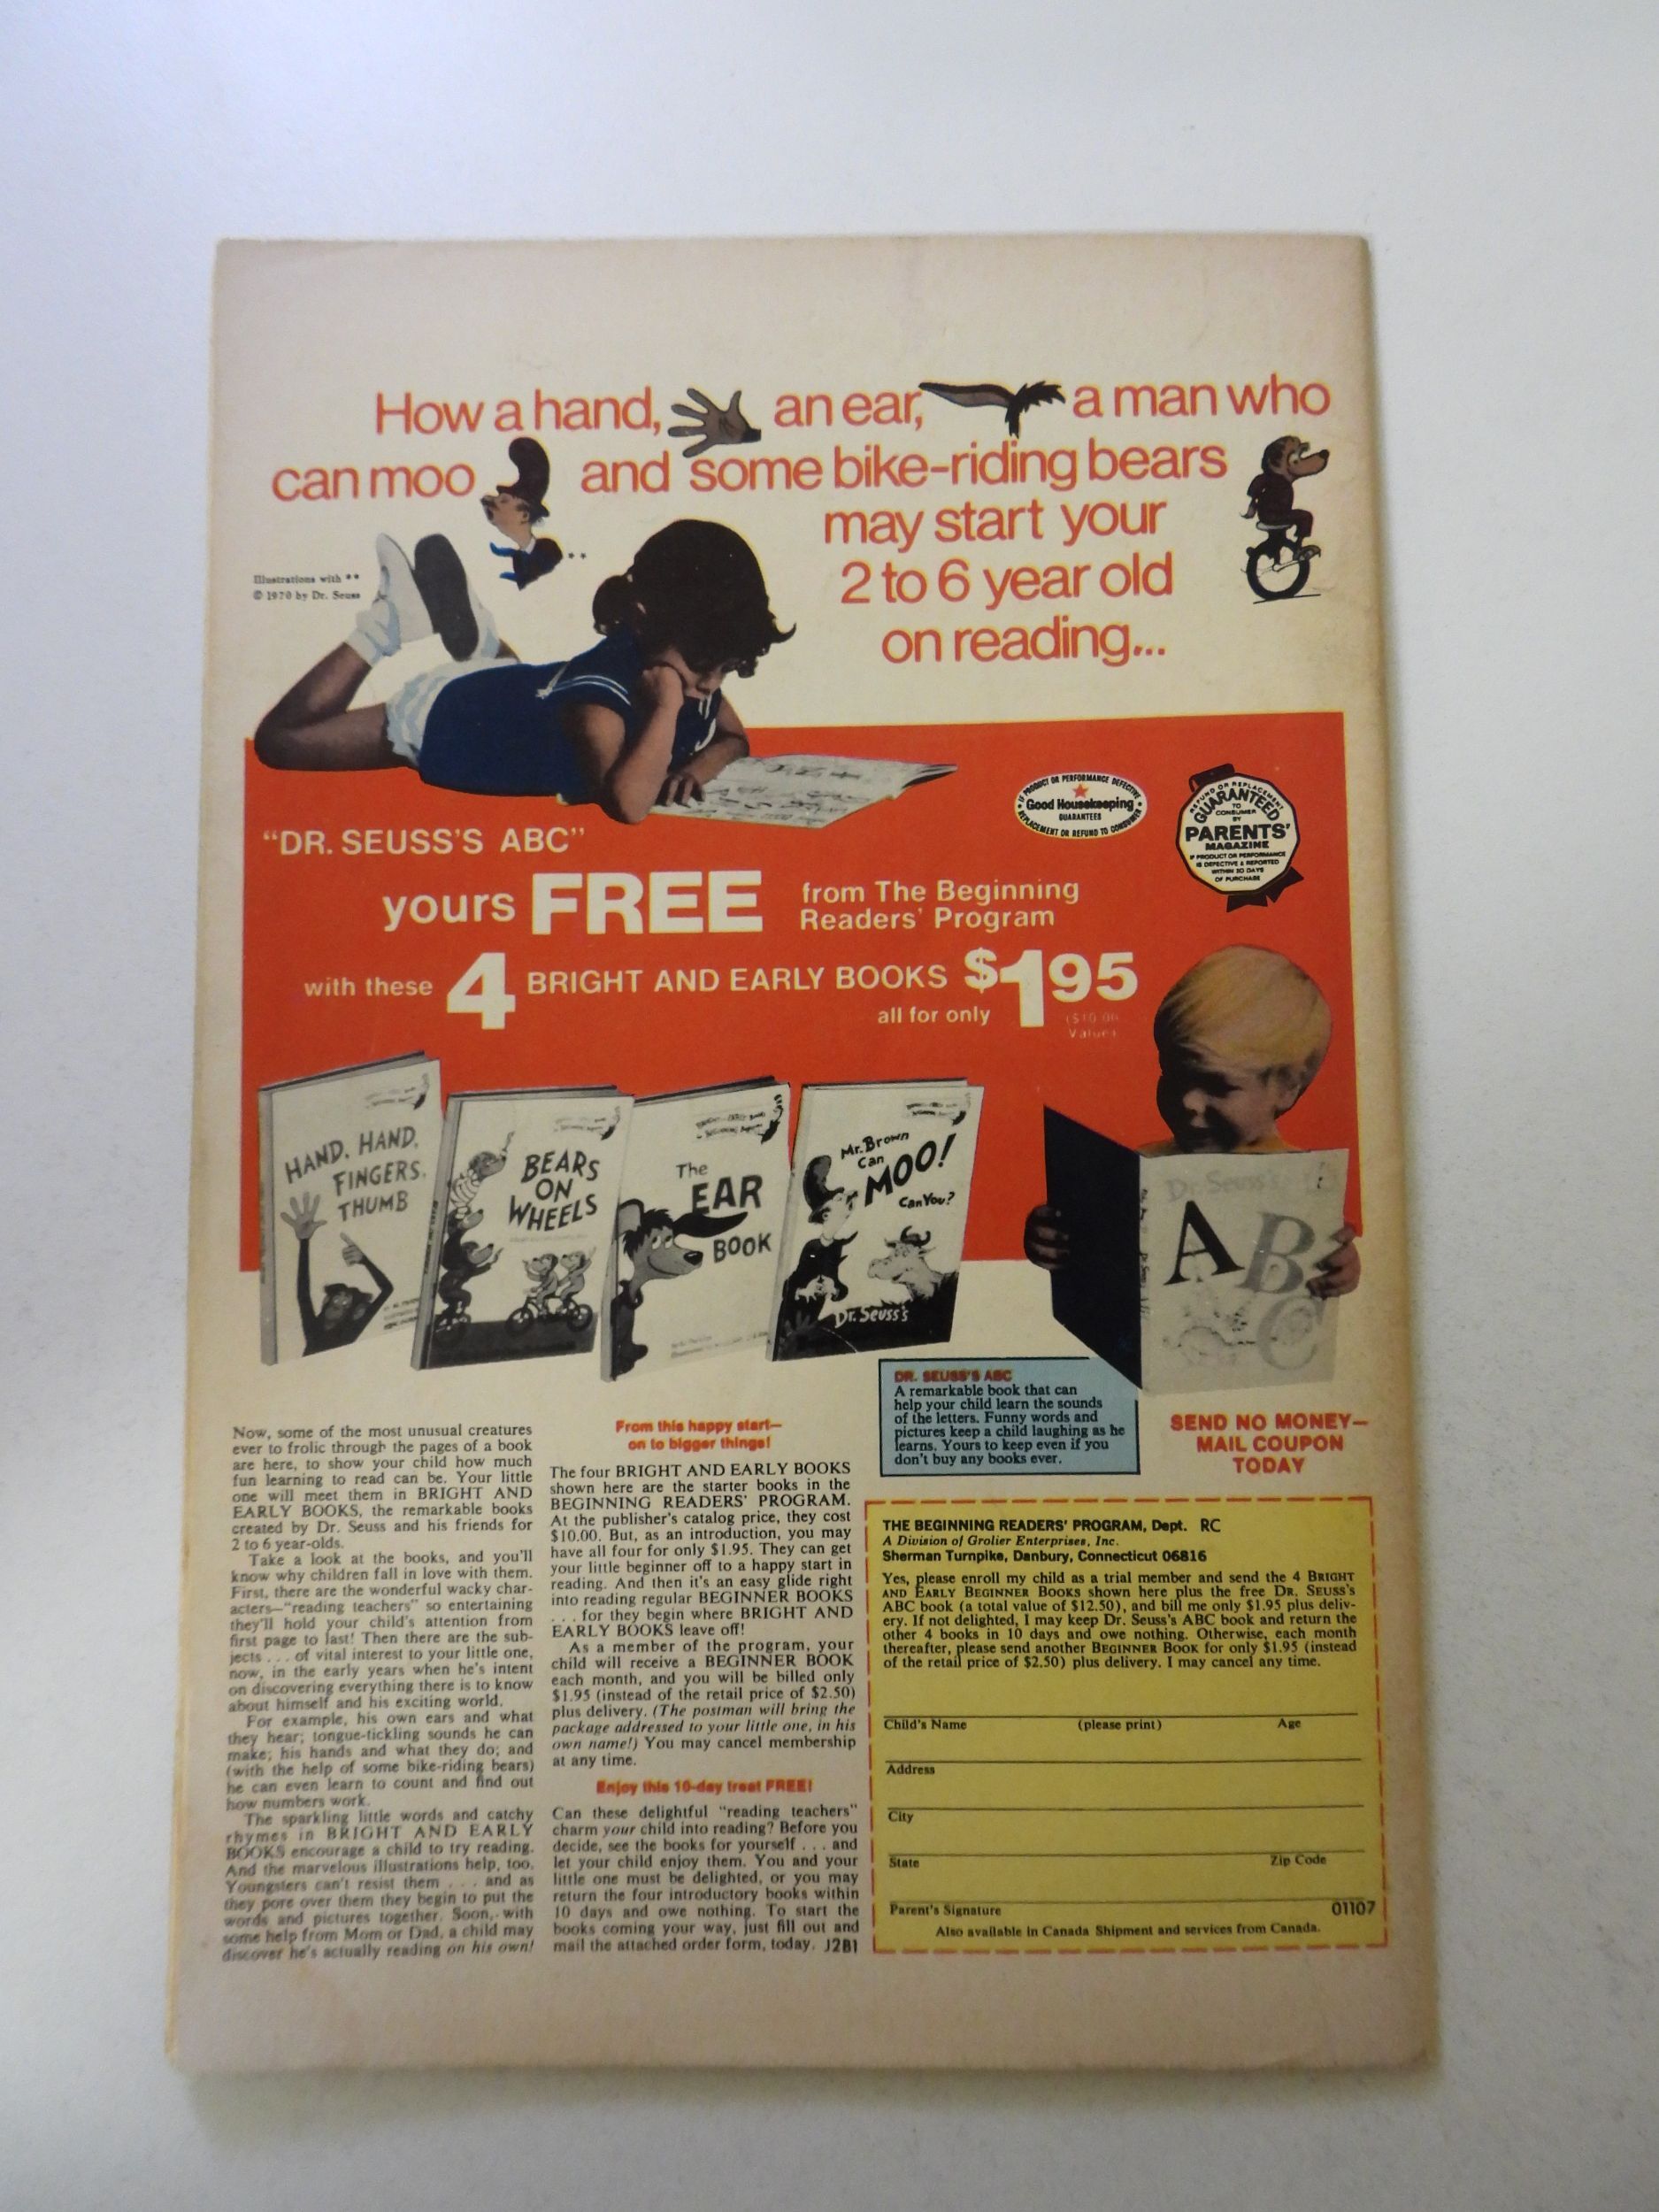 How a hand, an ear, a man who
can moo and some bike-riding bears
may start your
2 to 6 year old
on reading...
**
Illustrations with **
© 1970 by Dr. Seuss
IF PRODUCT OR PERFORMANCE DEFECTIVE
Good Housekeeping
GUARANTEES
REPLACEMENT OR REFUND TO CONSUMER
REFUND OR REPLACEMENT
GUARANTEED
TO
CONSUMER
BY
PARENTS'
MAGAZINE
IF PRODUCT OR PERFORMANCE
IS DEFECTIVE & REPORTED
WITHIN 30 DAYS
OF PURCHASE
"DR. SEUSS'S ABC"
yours FREE from The Beginning
Readers' Program
with these 4 BRIGHT AND EARLY BOOKS $1.95
all for only
($10.00
Value)
HAND, HAND,
FINGERS,
THUMB
BEARS
ON
WHEELS
The
EAR
BOOK
Mr. Brown
Can
MOO!
Can You?
Dr. Seuss's
Dr. Seuss's
A
B
C
DR. SEUSS'S ABC
A remarkable book that can
help your child learn the sounds
of the letters. Funny words and
pictures keep a child laughing as he
learns. Yours to keep even if you
don't buy any books ever.
SEND NO MONEY—
MAIL COUPON
TODAY
Now, some of the most unusual creatures
ever to frolic through the pages of a book
are here, to show your child how much
fun learning to read can be. Your little
one will meet them in BRIGHT AND
EARLY BOOKS, the remarkable books
created by Dr. Seuss and his friends for
2 to 6 year-olds.
Take a look at the books, and you'll
know why children fall in love with them.
First, there are the wonderful wacky char-
acters—"reading teachers" so entertaining
they'll hold your child's attention from
first page to last! Then there are the sub-
jects . . . of vital interest to your little one,
now, in the early years when he's intent
on discovering everything there is to know
about himself and his exciting world.
For example, his own ears and what
they hear; tongue-tickling sounds he can
make; his hands and what they do; and
(with the help of some bike-riding bears)
he can even learn to count and find out
how numbers work.
The sparkling little words and catchy
rhymes in BRIGHT AND EARLY
BOOKS encourage a child to try reading.
And the marvelous illustrations help, too.
Youngsters can't resist them . . . and as
they pore over them they begin to put the
words and pictures together. Soon, with
some help from Mom or Dad, a child may
discover he's actually reading on his own!
From this happy start—
on to bigger things!
The four BRIGHT AND EARLY BOOKS
shown here are the starter books in the
BEGINNING READERS' PROGRAM.
At the publisher's catalog price, they cost
$10.00. But, as an introduction, you may
have all four for only $1.95. They can get
your little beginner off to a happy start in
reading. And then it's an easy glide right
into reading regular BEGINNER BOOKS
. . . for they begin where BRIGHT AND
EARLY BOOKS leave off!
As a member of the program, your
child will receive a BEGINNER BOOK
each month, and you will be billed only
$1.95 (instead of the retail price of $2.50)
plus delivery. (The postman will bring the
package addressed to your little one, in his
own name!) You may cancel membership
at any time.
Enjoy this 10-day treat FREE!
Can these delightful "reading teachers"
charm your child into reading? Before you
decide, see the books for yourself . . . and
let your child enjoy them. You and your
little one must be delighted, or you may
return the four introductory books within
10 days and owe nothing. To start the
books coming your way, just fill out and
mail the attached order form, today. J2B1
THE BEGINNING READERS' PROGRAM, Dept. RC
A Division of Grolier Enterprises, Inc.
Sherman Turnpike, Danbury, Connecticut 06816
Yes, please enroll my child as a trial member and send the 4 BRIGHT
AND EARLY BEGINNER BOOKS shown here plus the free DR. SEUSS'S
ABC book (a total value of $12.50), and bill me only $1.95 plus deliv-
ery. If not delighted, I may keep Dr. Seuss's ABC book and return the
other 4 books in 10 days and owe nothing. Otherwise, each month
thereafter, please send another BEGINNER BOOK for only $1.95 (instead
of the retail price of $2.50) plus delivery. I may cancel any time.
Child's Name (please print) Age
Address
City
State Zip Code
Parent's Signature 01107
Also available in Canada Shipment and services from Canada.